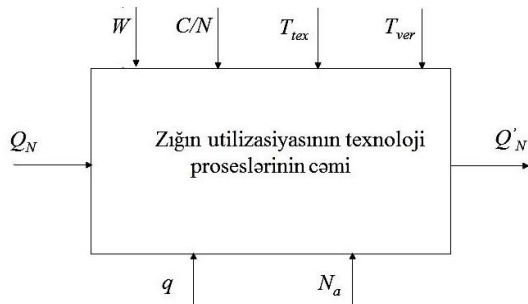 W C/N T_tex T_ver
Q_N
Zığın utilizasiyasının texnoloji
proseslərinin cəmi
Q'_N
q N_a